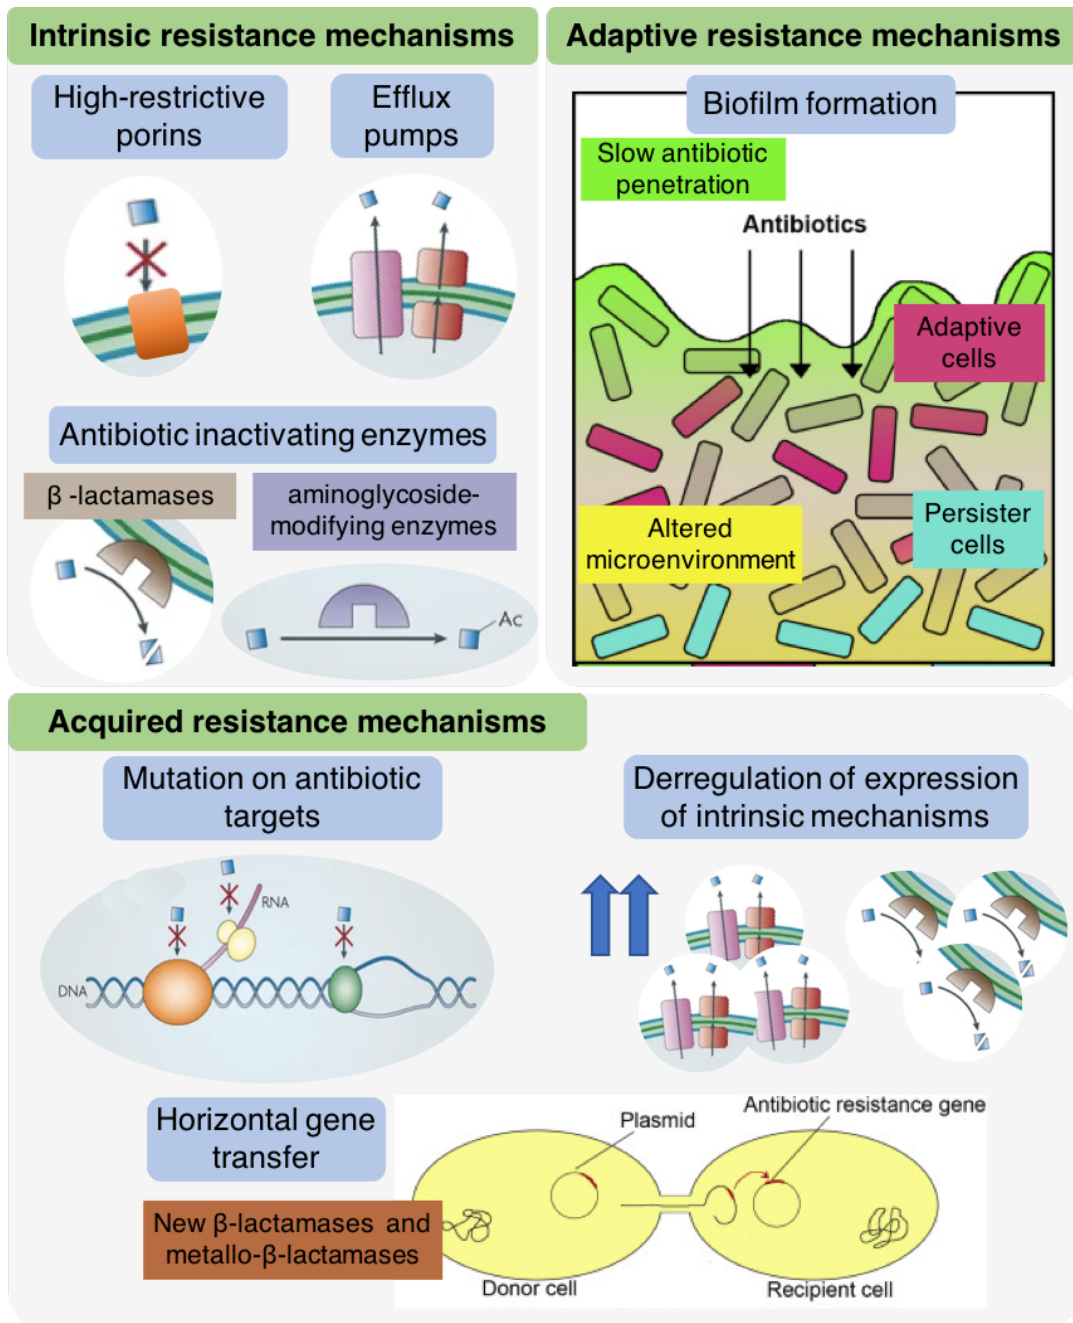 Intrinsic resistance mechanisms
High-restrictive
porins
Efflux
pumps
Antibiotic inactivating enzymes
β -lactamases
aminoglycoside-
modifying enzymes
Ac
Adaptive resistance mechanisms
Biofilm formation
Slow antibiotic
penetration
Antibiotics
Adaptive
cells
Altered
microenvironment
Persister
cells
Acquired resistance mechanisms
Mutation on antibiotic
targets
RNA
DNA
Derregulation of expression
of intrinsic mechanisms
Horizontal gene
transfer
New β-lactamases and
metallo-β-lactamases
Plasmid
Antibiotic resistance gene
Donor cell
Recipient cell